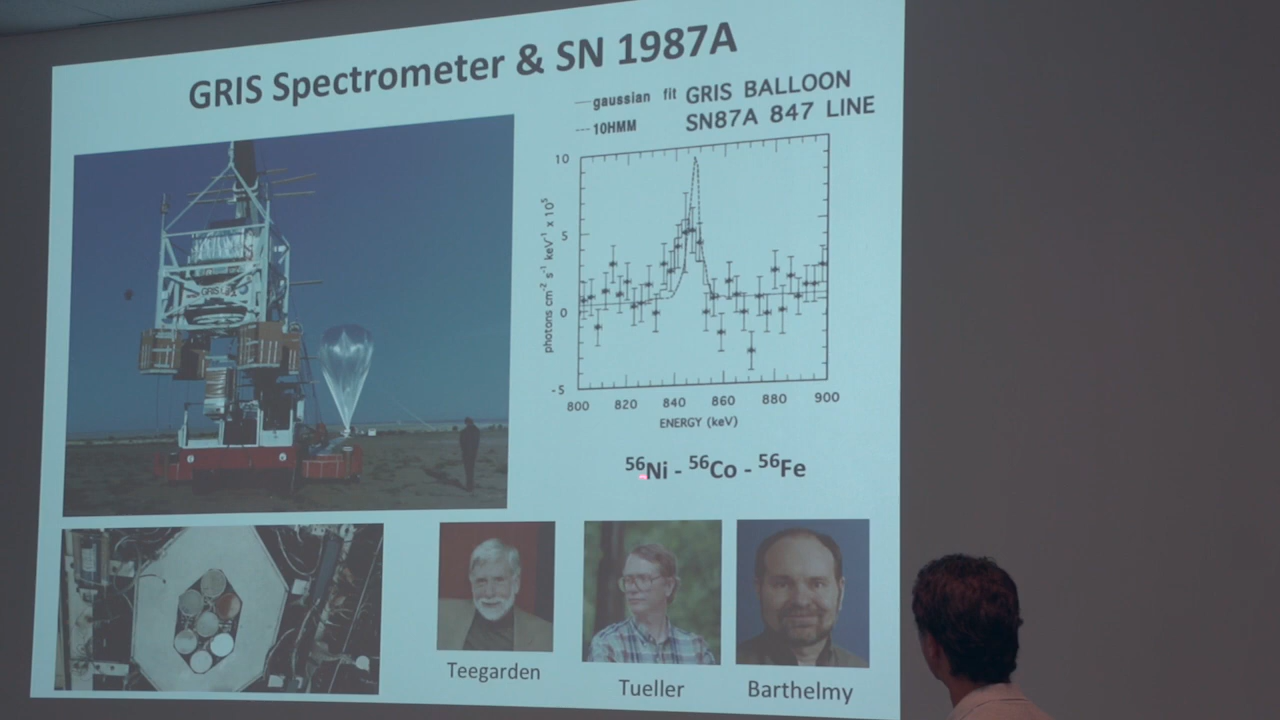 GRIS Spectrometer & SN 1987A
gaussian fit
10HMM
GRIS BALLOON
SN87A 847 LINE
10
5
0
-5
photons cm⁻² s⁻¹ keV⁻¹ x 10⁵
800 820 840 860 880 900
ENERGY (keV)
⁵⁶Ni - ⁵⁶Co - ⁵⁶Fe
GRIS
Teegarden
Tueller
Barthelmy